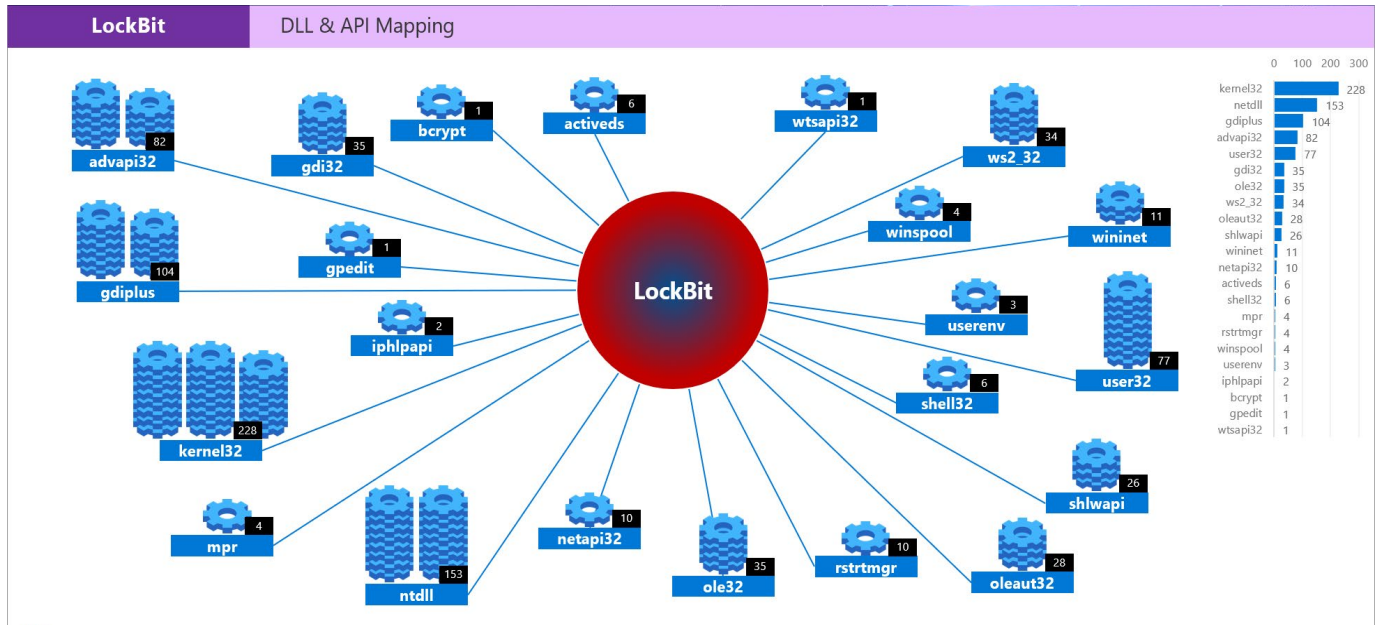 LockBit
DLL & API Mapping
82
advapi32
35
gdi32
1
bcrypt
6
activeds
1
wtsapi32
34
ws2_32
104
gdiplus
1
gpedit
4
winspool
11
wininet
2
iphlpapi
LockBit
3
userenv
77
user32
228
kernel32
6
shell32
4
mpr
153
ntdll
10
netapi32
35
ole32
10
rstrtmgr
28
oleaut32
26
shlwapi
0 100 200 300
kernel32 228
netdll 153
gdiplus 104
advapi32 82
user32 77
gdi32 35
ole32 35
ws2_32 34
oleaut32 28
shlwapi 26
wininet 11
netapi32 10
activeds 6
shell32 6
mpr 4
rstrtmgr 4
winspool 4
userenv 3
iphlpapi 2
bcrypt 1
gpedit 1
wtsapi32 1